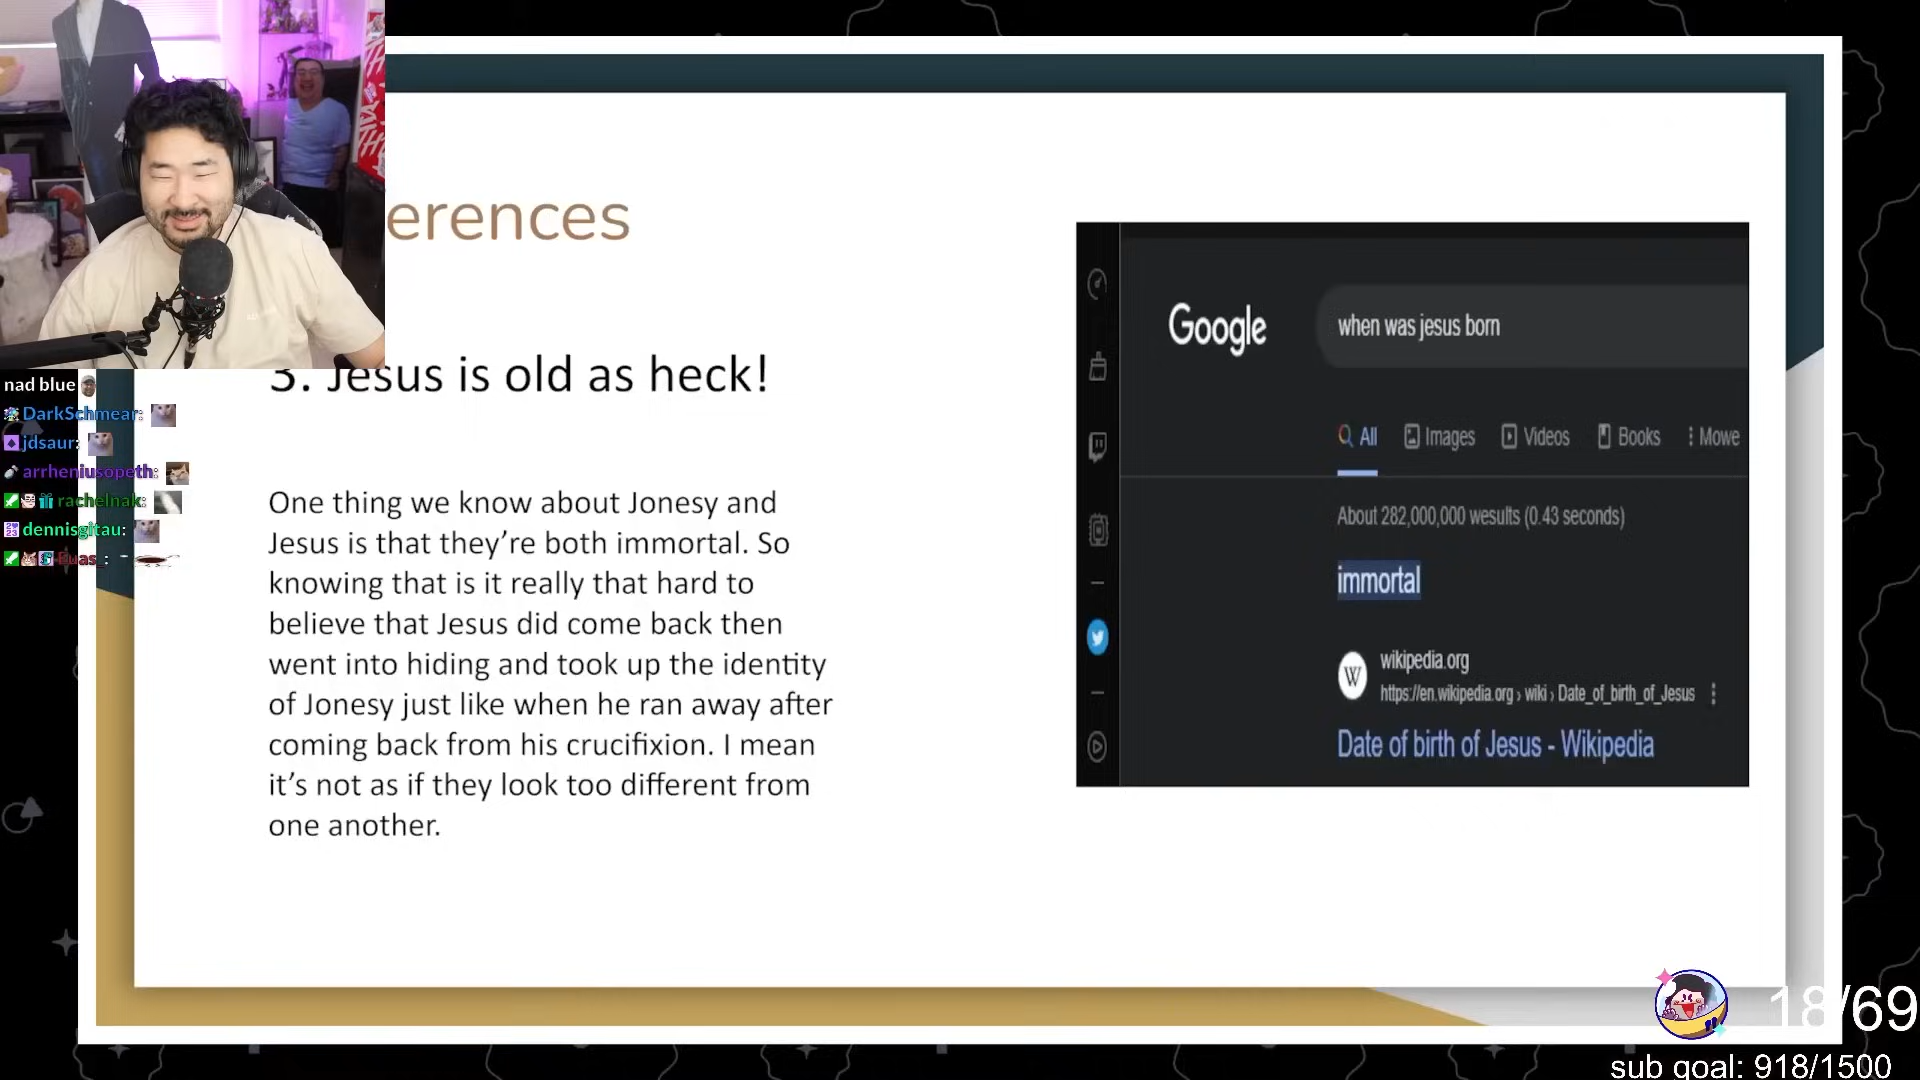 erences
3. Jesus is old as heck!
One thing we know about Jonesy and
Jesus is that they’re both immortal. So
knowing that is it really that hard to
believe that Jesus did come back then
went into hiding and took up the identity
of Jonesy just like when he ran away after
coming back from his crucifixion. I mean
it’s not as if they look too different from
one another.
Google
when was jesus born
All Images Videos Books Mowe
About 282,000,000 wesults (0.43 seconds)
immortal
W
wikipedia.org
https://en.wikipedia.org › wiki › Date_of_birth_of_Jesus
Date of birth of Jesus - Wikipedia
nad blue
DarkSchmear:
jdsaur:
arrheniusopeth:
rachelnak:
dennisgitau:
18/69
sub goal: 918/1500